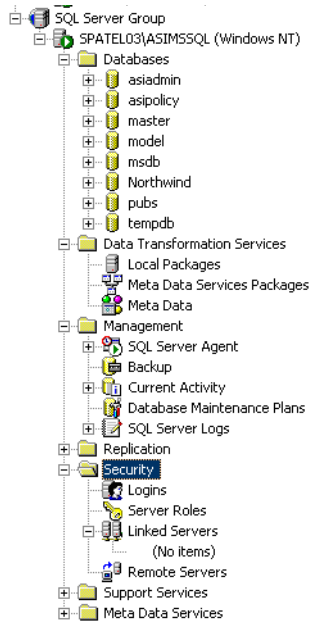 SQL Server Group
SPATEL03\ASIMSSQL (Windows NT)
Databases
asiadmin
asipolicy
master
model
msdb
Northwind
pubs
tempdb
Data Transformation Services
Local Packages
Meta Data Services Packages
Meta Data
Management
SQL Server Agent
Backup
Current Activity
Database Maintenance Plans
SQL Server Logs
Replication
Security
Logins
Server Roles
Linked Servers
(No items)
Remote Servers
Support Services
Meta Data Services